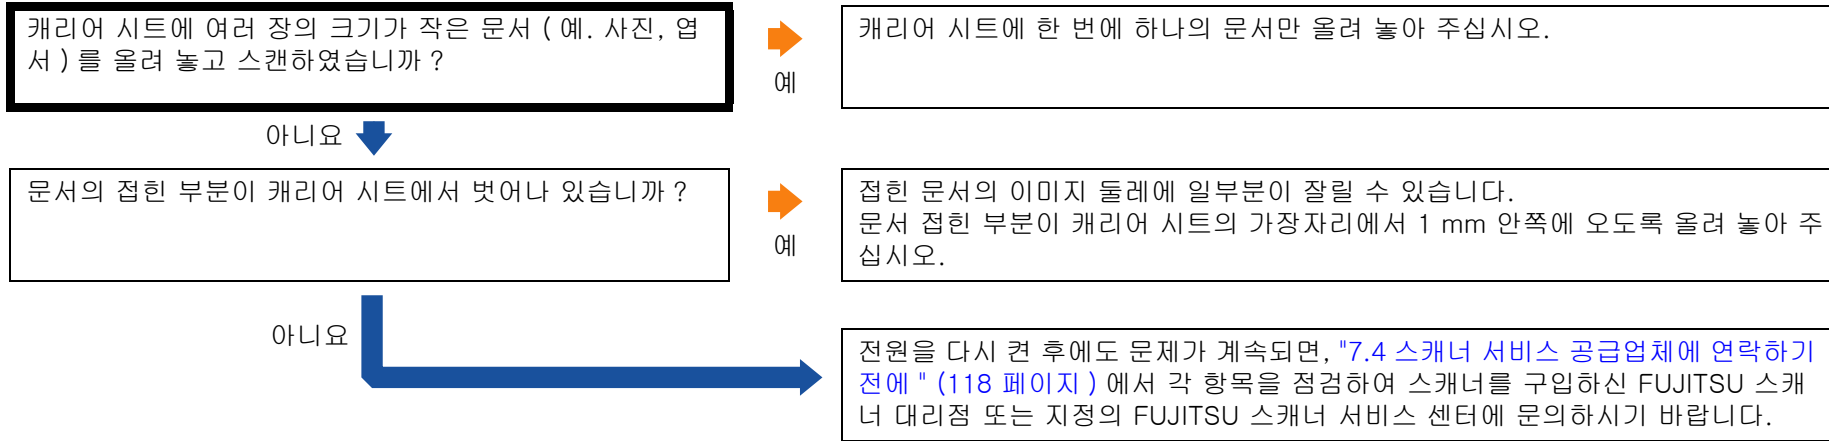 캐리어 시트에 여러 장의 크기가 작은 문서 ( 예. 사진, 엽
서 ) 를 올려 놓고 스캔하였습니까 ?
예
캐리어 시트에 한 번에 하나의 문서만 올려 놓아 주십시오.
아니요
문서의 접힌 부분이 캐리어 시트에서 벗어나 있습니까 ?
예
접힌 문서의 이미지 둘레에 일부분이 잘릴 수 있습니다.
문서 접힌 부분이 캐리어 시트의 가장자리에서 1 mm 안쪽에 오도록 올려 놓아 주
십시오.
아니요
전원을 다시 켠 후에도 문제가 계속되면, "7.4 스캐너 서비스 공급업체에 연락하기
전에 " (118 페이지 ) 에서 각 항목을 점검하여 스캐너를 구입하신 FUJITSU 스캐
너 대리점 또는 지정의 FUJITSU 스캐너 서비스 센터에 문의하시기 바랍니다.